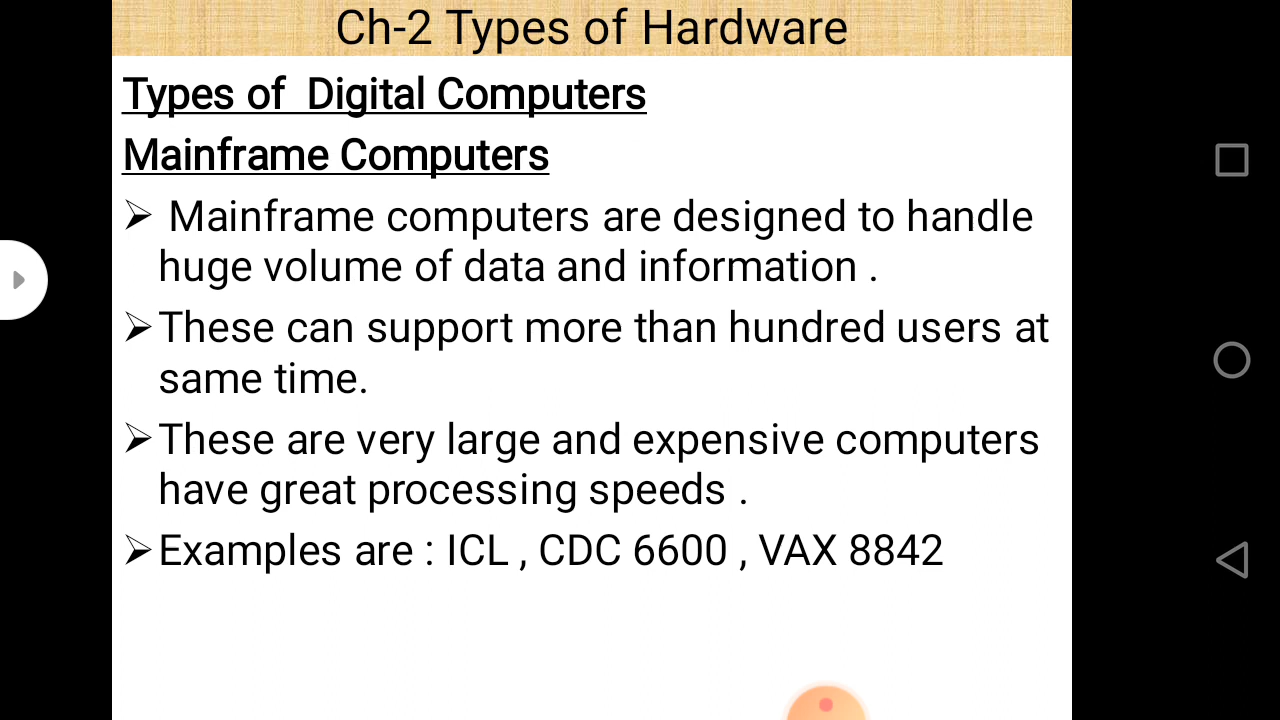 Ch-2 Types of Hardware
Types of  Digital Computers
Mainframe Computers
➢ Mainframe computers are designed to handle
huge volume of data and information .
➢These can support more than hundred users at
same time.
➢These are very large and expensive computers
have great processing speeds .
➢Examples are : ICL , CDC 6600 , VAX 8842